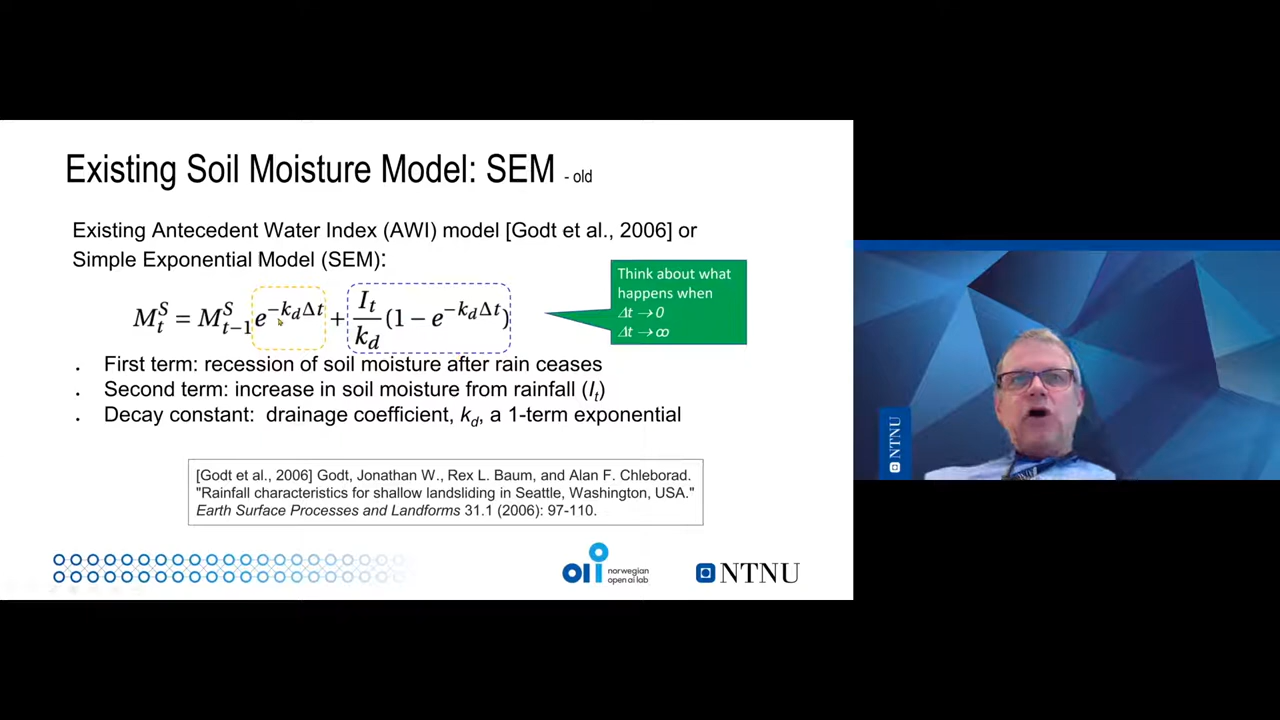 Existing Soil Moisture Model: SEM - old
Existing Antecedent Water Index (AWI) model [Godt et al., 2006] or
Simple Exponential Model (SEM):
M_t^S = M_{t-1}^S e^{-k_d Δt} + \frac{I_t}{k_d} (1 − e^{-k_d Δt})
Think about what
happens when
Δt → 0
Δt → ∞
• First term: recession of soil moisture after rain ceases
• Second term: increase in soil moisture from rainfall (I_t)
• Decay constant: drainage coefficient, k_d, a 1-term exponential
[Godt et al., 2006] Godt, Jonathan W., Rex L. Baum, and Alan F. Chleborad.
"Rainfall characteristics for shallow landsliding in Seattle, Washington, USA."
Earth Surface Processes and Landforms 31.1 (2006): 97-110.
norwegian
open ai lab
NTNU
NTNU